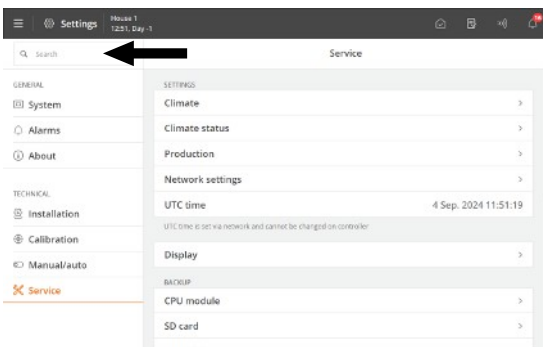 Settings
House 1
12:51, Day -1
Search
Service
GENERAL
System
Alarms
About
TECHNICAL
Installation
Calibration
Manual/auto
Service
SETTINGS
Climate
Climate status
Production
Network settings
UTC time 4 Sep. 2024 11:51:19
UTC time is set via network and cannot be changed on controller
Display
BACKUP
CPU module
SD card